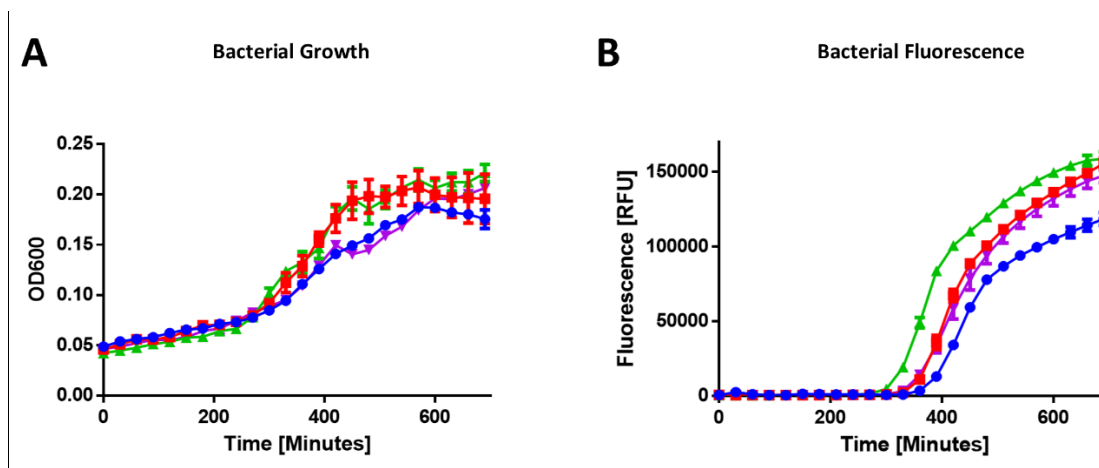 A
Bacterial Growth
OD600
0.25
0.20
0.15
0.10
0.05
0.00
0
200
400
600
Time [Minutes]
B
Bacterial Fluorescence
Fluorescence [RFU]
150000
100000
50000
0
0
200
400
600
Time [Minutes]